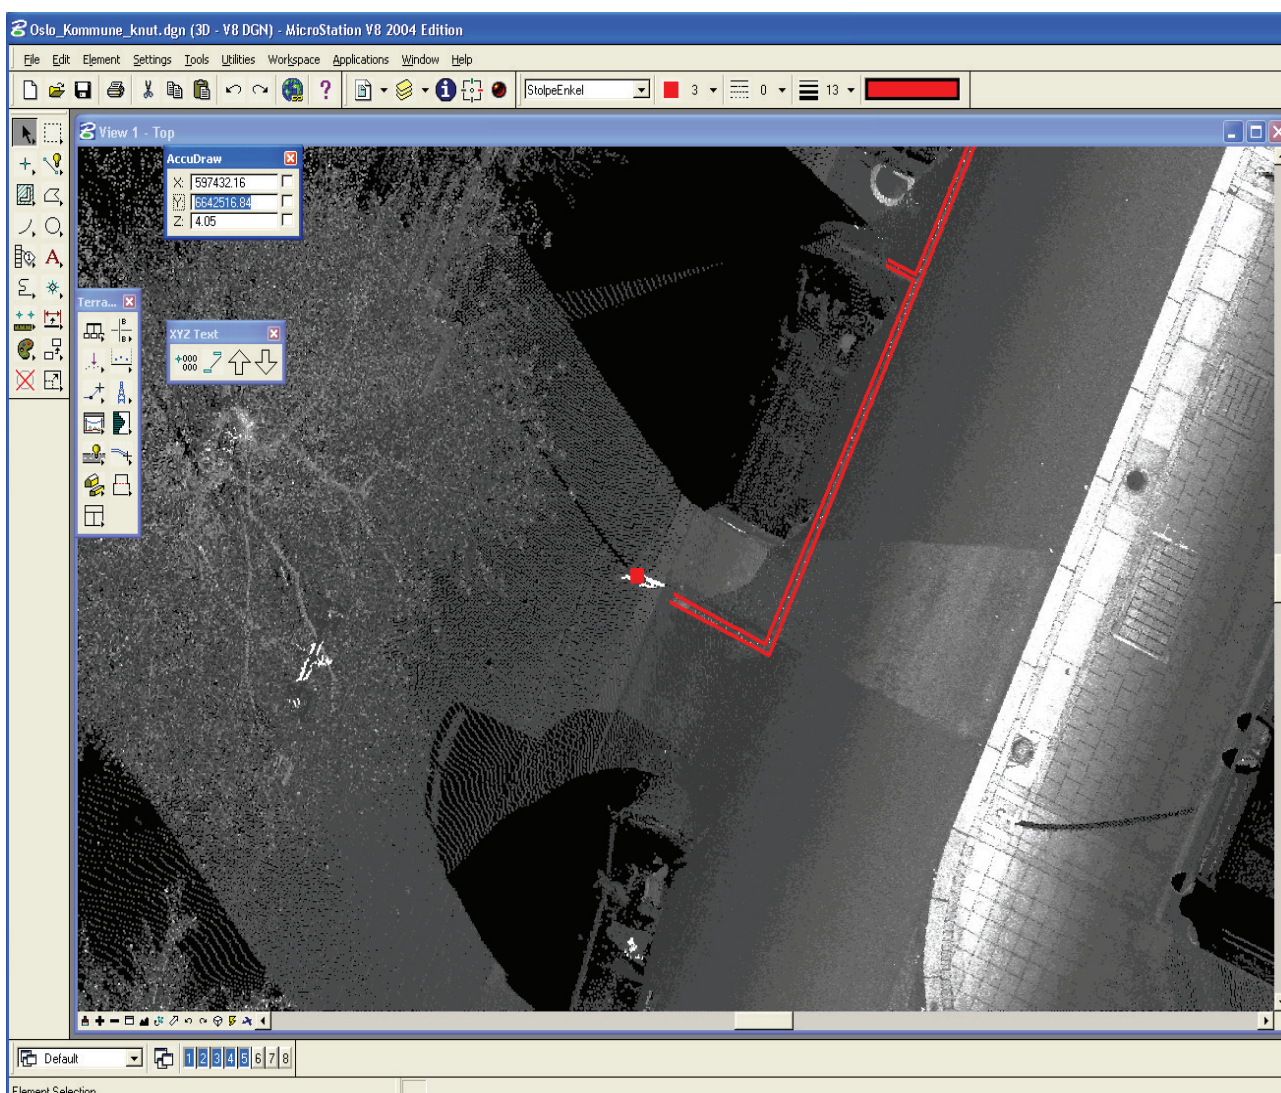 Oslo_Kommune_knut.dgn (3D - V8 DGN) - MicroStation V8 2004 Edition
File Edit Element Settings Tools Utilities Workspace Applications Window Help
StolpeEnkel 3 0 13
View 1 - Top
AccuDraw
X: 597432.16
Y: 6642516.84
Z: 4.05
Terra...
XYZ Text
+000
000
Default 1 2 3 4 5 6 7 8
Element Selection